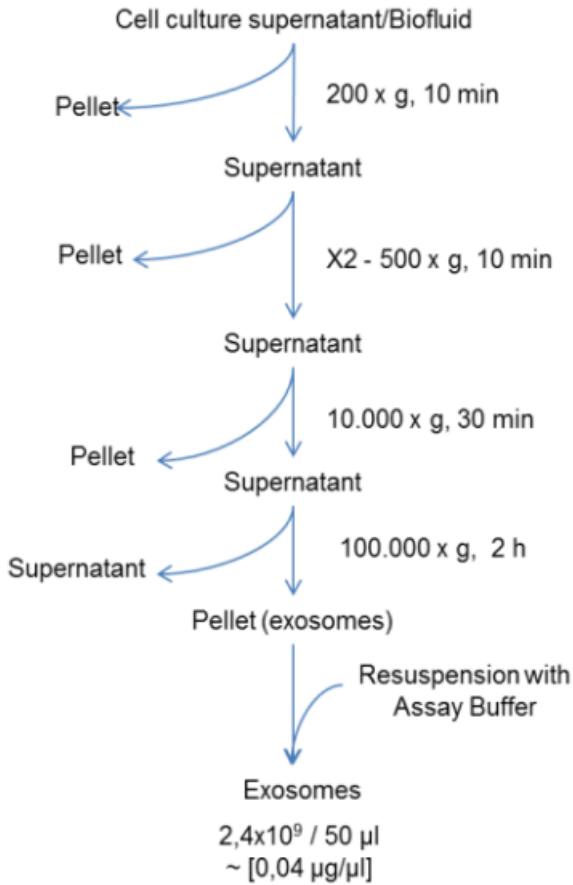 Cell culture supernatant/Biofluid
Pellet
200 x g, 10 min
Supernatant
Pellet
X2 - 500 x g, 10 min
Supernatant
Pellet
10.000 x g, 30 min
Supernatant
Supernatant
100.000 x g, 2 h
Pellet (exosomes)
Resuspension with
Assay Buffer
Exosomes
2,4x10⁹ / 50 µl
~ [0,04 µg/µl]